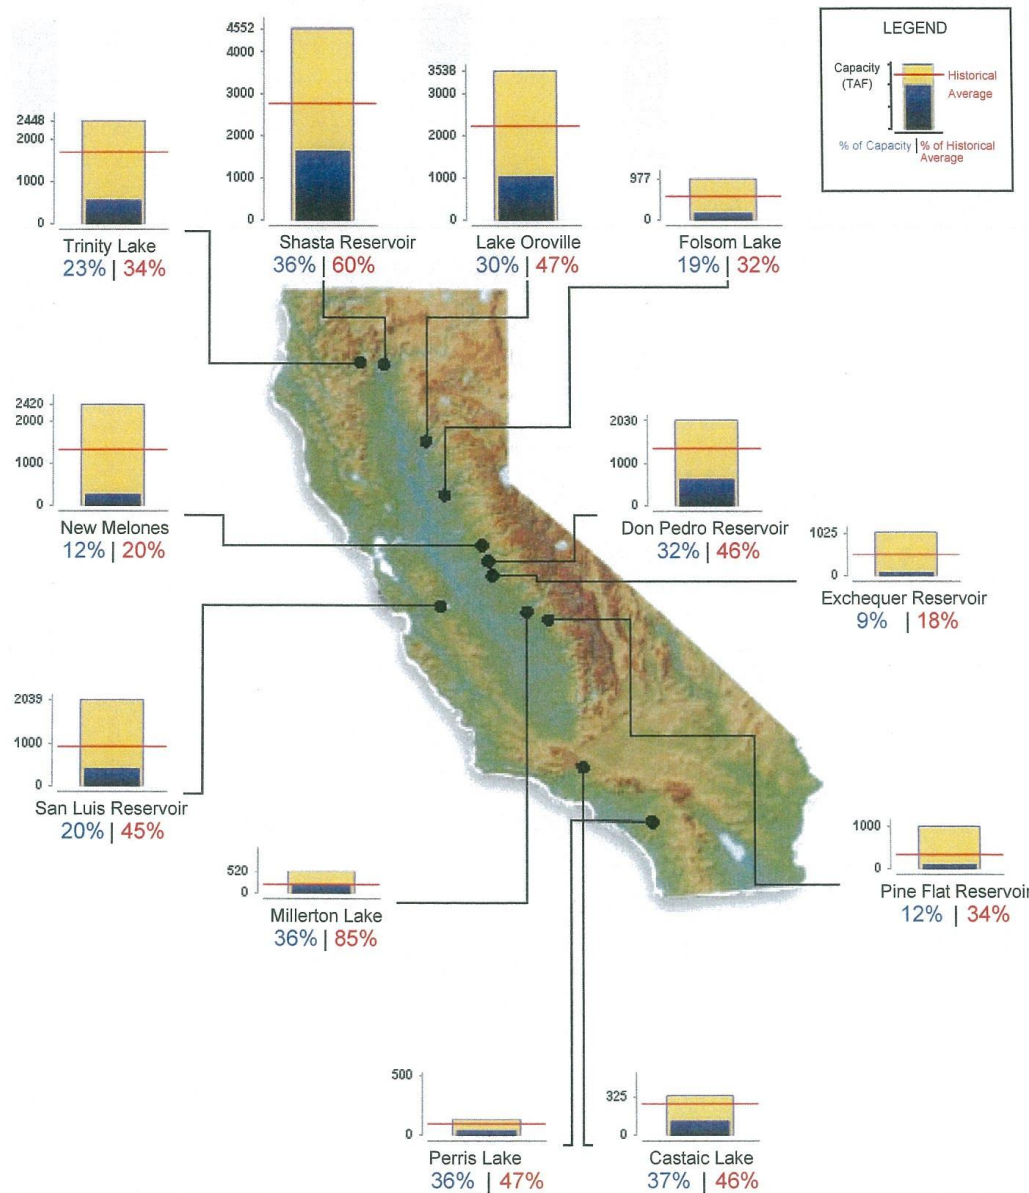 LEGEND
Capacity
(TAF)
Historical
Average
% of Capacity | % of Historical
Average
2448
2000
1000
0
Trinity Lake
23% | 34%
4552
4000
3000
2000
1000
0
Shasta Reservoir
36% | 60%
3538
3000
2000
1000
0
Lake Oroville
30% | 47%
977
0
Folsom Lake
19% | 32%
2420
2000
1000
0
New Melones
12% | 20%
2030
1000
0
Don Pedro Reservoir
32% | 46%
1025
0
Exchequer Reservoir
9% | 18%
2039
1000
0
San Luis Reservoir
20% | 45%
520
0
Millerton Lake
36% | 85%
1000
0
Pine Flat Reservoir
12% | 34%
500
0
Perris Lake
36% | 47%
325
0
Castaic Lake
37% | 46%